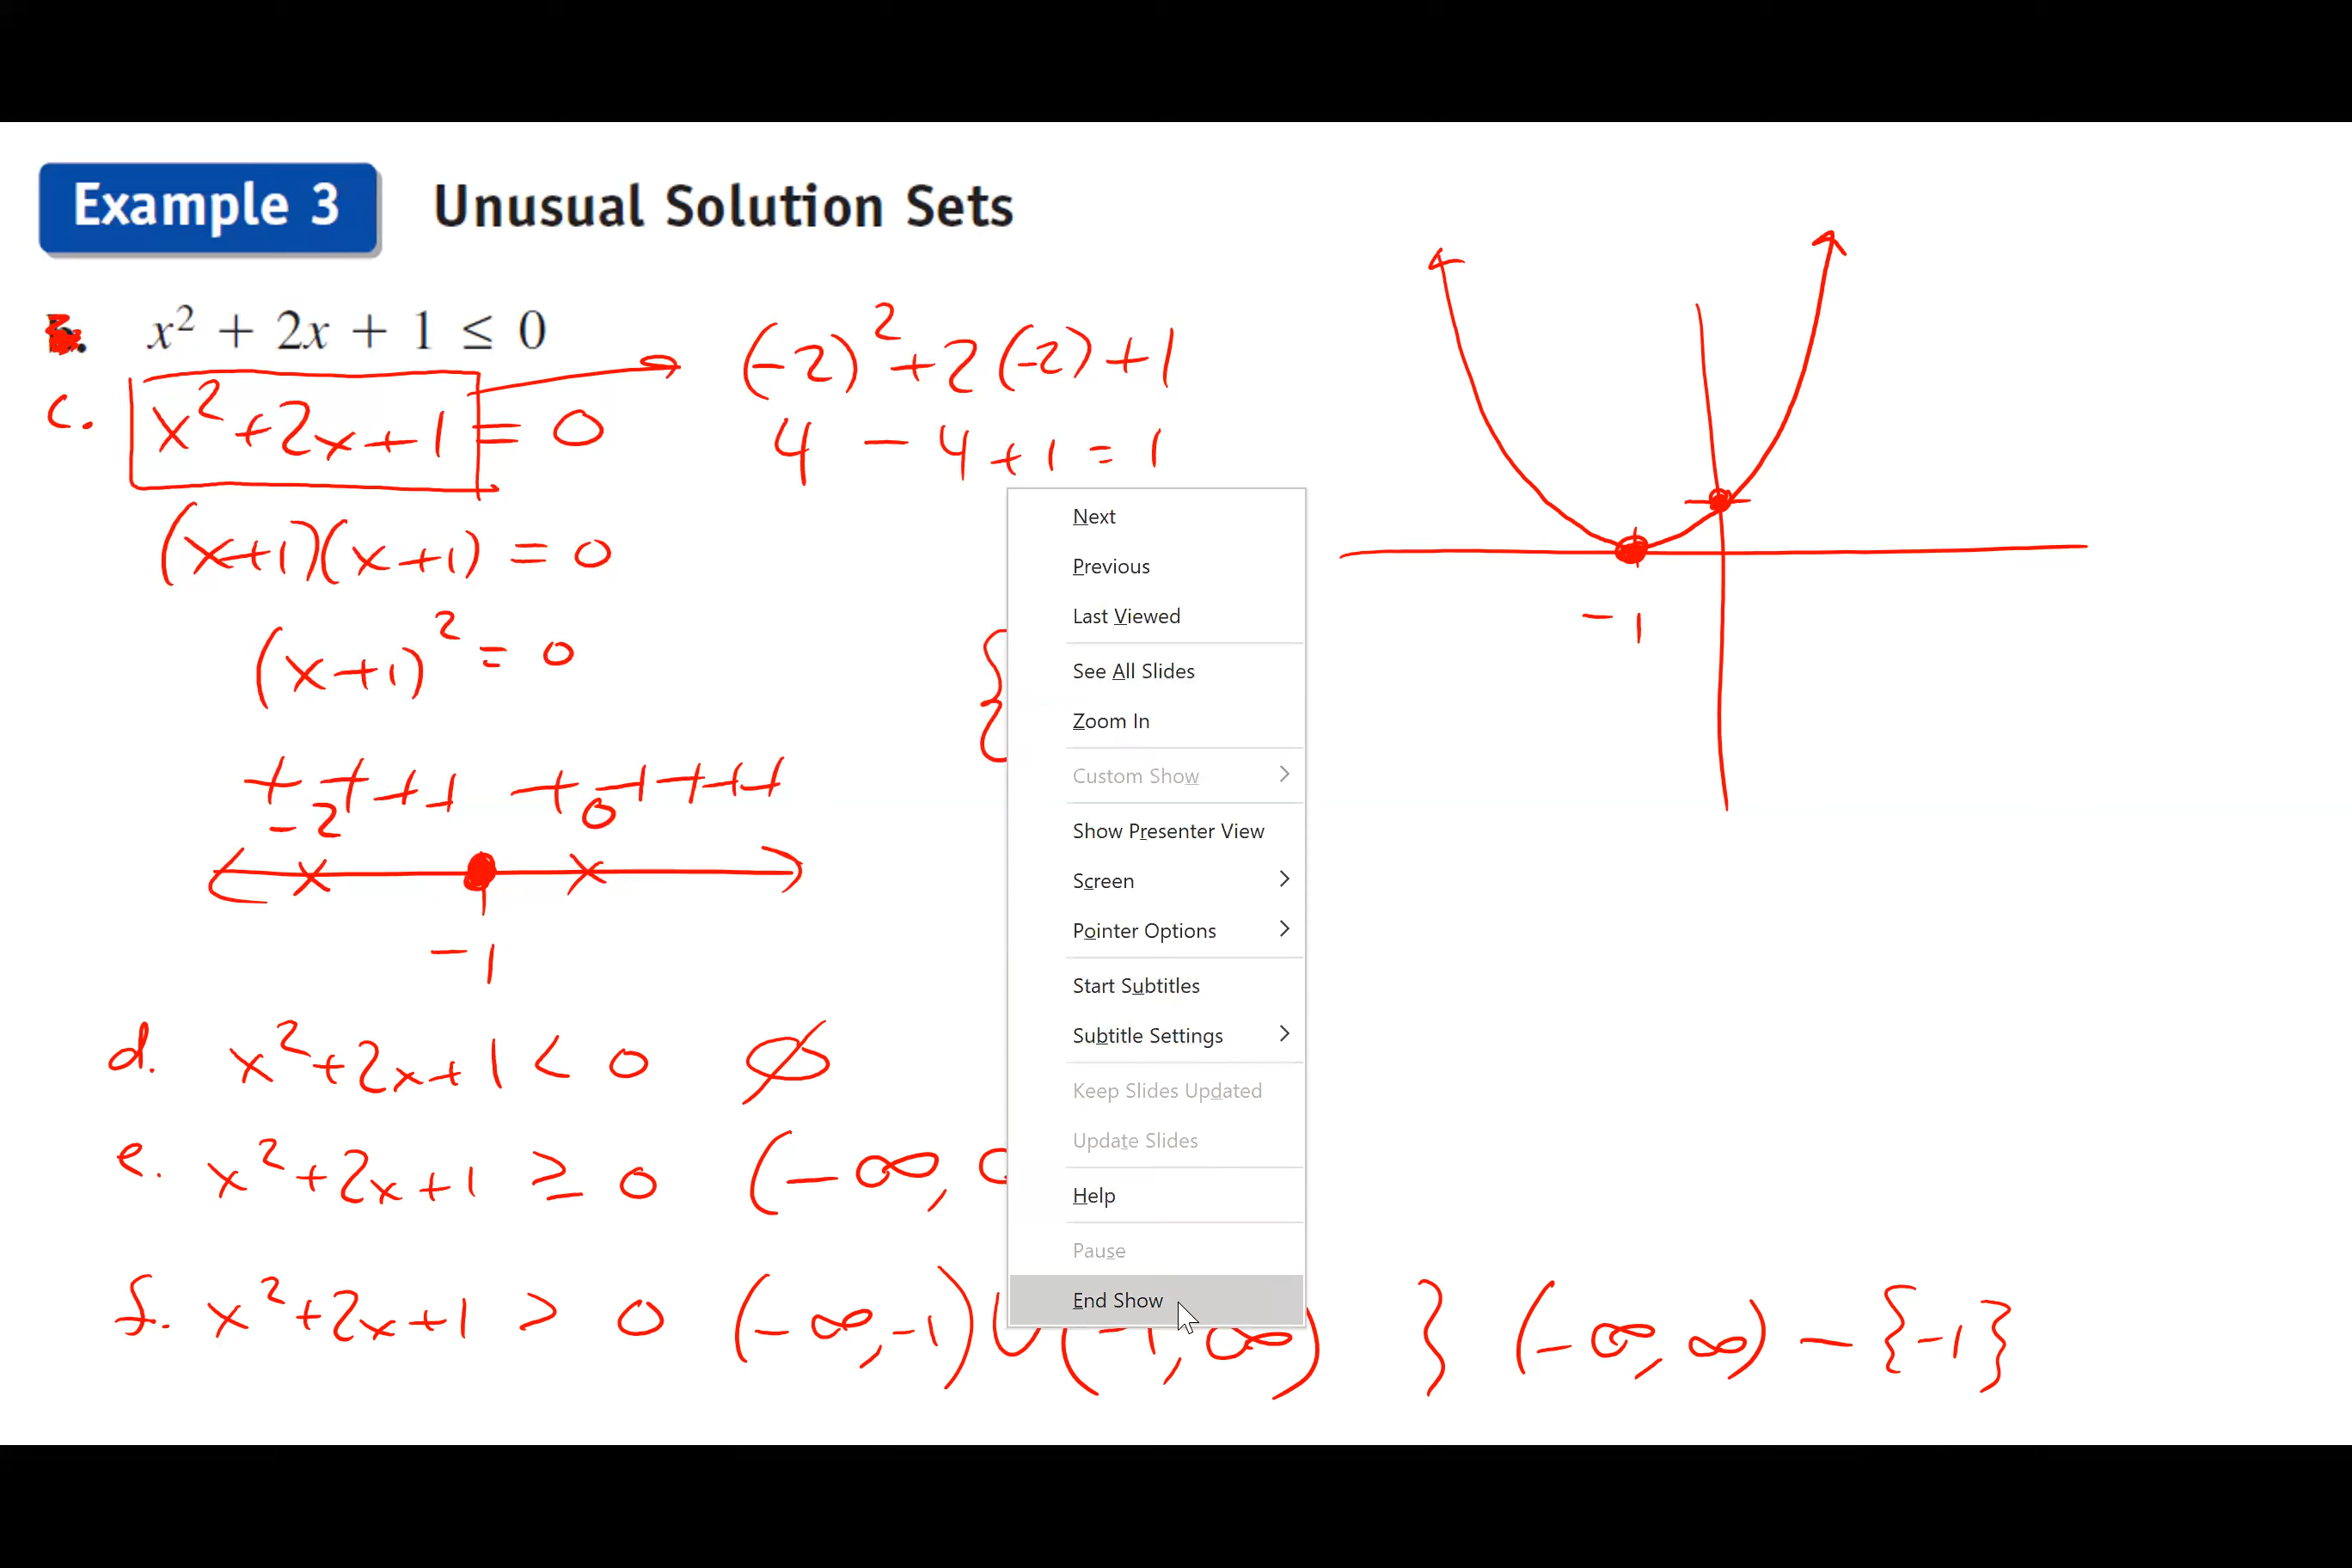 Example 3 Unusual Solution Sets
x² + 2x + 1 ≤ 0
(-2)² + 2(-2) + 1
c. x² + 2x + 1 = 0
4 - 4 + 1 = 1
(x+1)(x+1) = 0
(x+1)² = 0
{
-1
+ + + + + + + + +
-2 0
-1
d. x² + 2x + 1 < 0 ∅
e. x² + 2x + 1 ≥ 0 (-∞,
f. x² + 2x + 1 > 0 (-∞, -1) ∪ (-1, ∞) } (-∞, ∞) - {-1}
Next
Previous
Last Viewed
See All Slides
Zoom In
Custom Show
Show Presenter View
Screen
Pointer Options
Start Subtitles
Subtitle Settings
Keep Slides Updated
Update Slides
Help
Pause
End Show